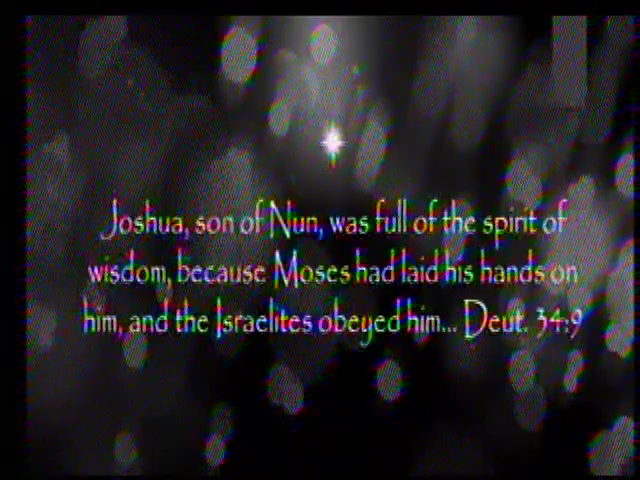 Joshua, son of Nun, was full of the spirit of
wisdom, because Moses had laid his hands on
him, and the Israelites obeyed him... Deut. 34:9